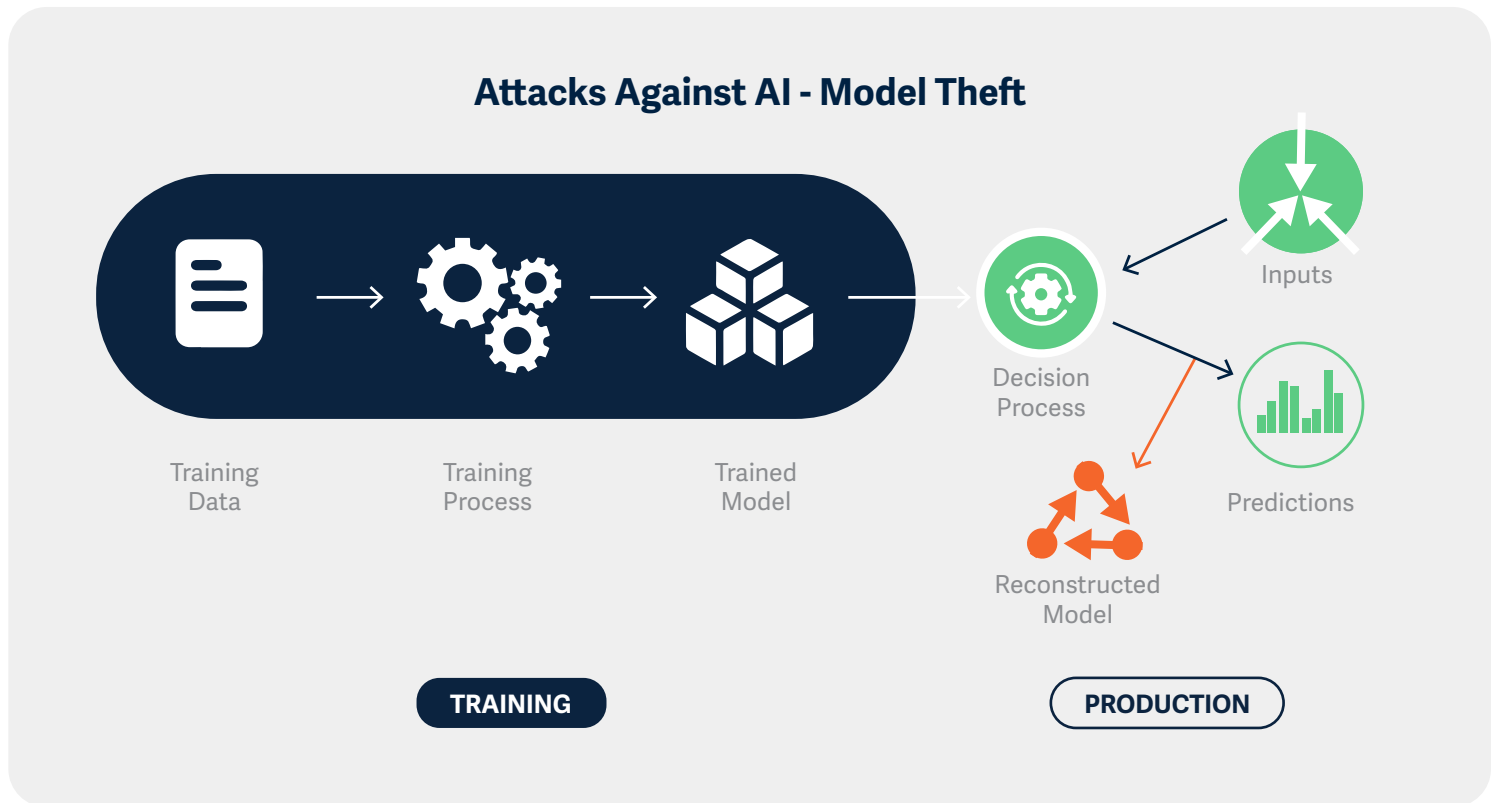 Attacks Against AI - Model Theft
Inputs
Decision
Process
Training
Data
Training
Process
Trained
Model
Predictions
Reconstructed
Model
TRAINING
PRODUCTION